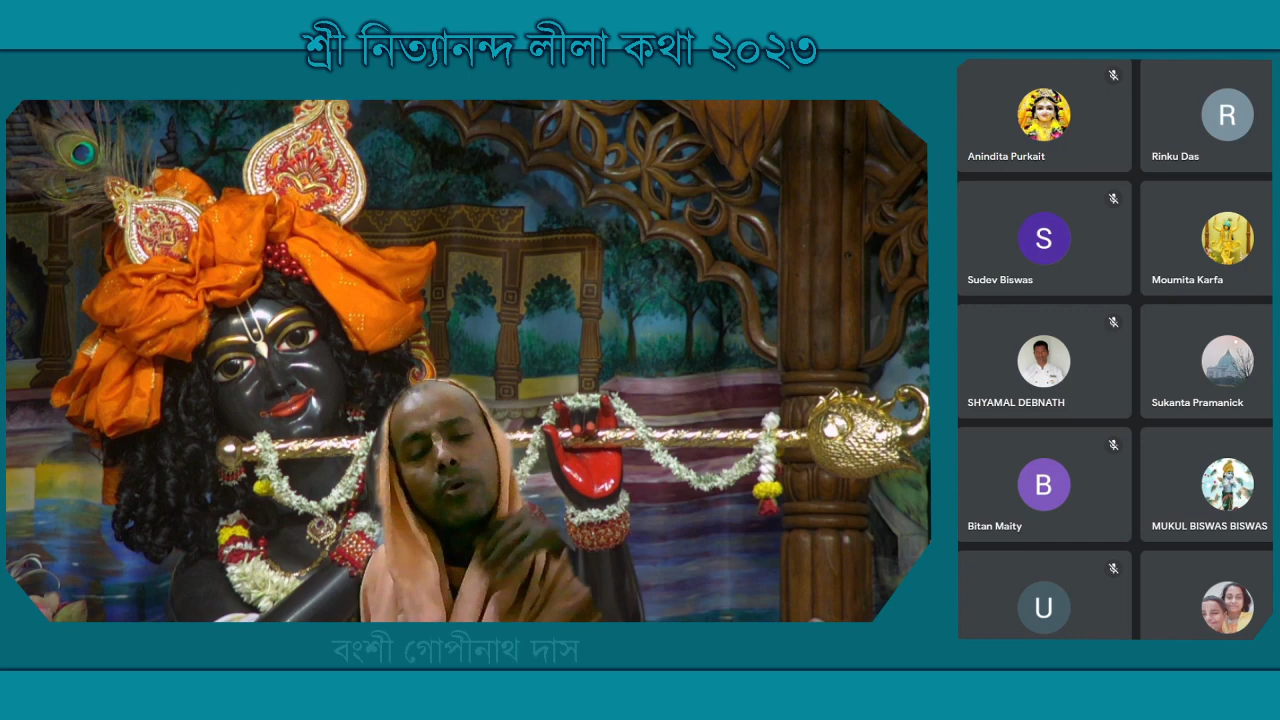 শ্রী নিত্যানন্দ লীলা কথা ২০২৩
Anindita Purkait
R
Rinku Das
S
Sudev Biswas
Moumita Karfa
SHYAMAL DEBNATH
Sukanta Pramanick
B
Bitan Maity
MUKUL BISWAS BISWAS
U
বংশী গোপীনাথ দাস